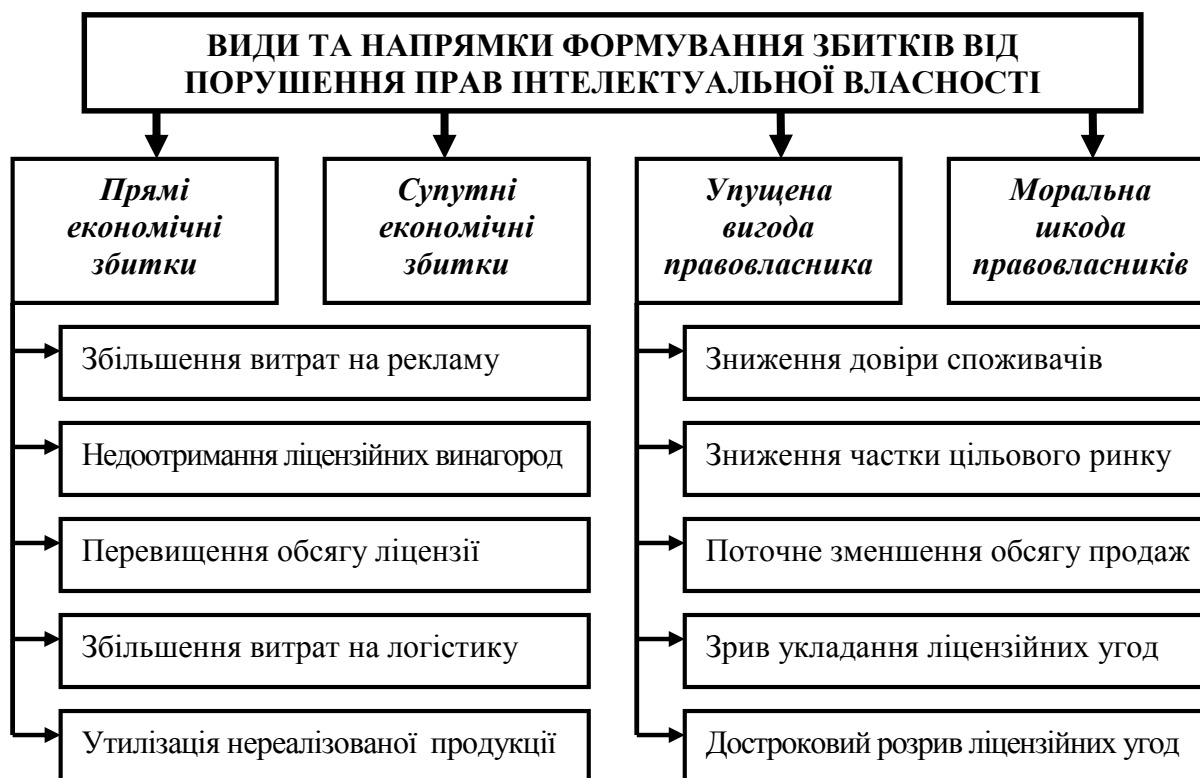 ВИДИ ТА НАПРЯМКИ ФОРМУВАННЯ ЗБИТКІВ ВІД
ПОРУШЕННЯ ПРАВ ІНТЕЛЕКТУАЛЬНОЇ ВЛАСНОСТІ
Прямі
економічні
збитки
Супутні
економічні
збитки
Упущена
вигода
правовласника
Моральна
шкода
правовласників
Збільшення витрат на рекламу
Недоотримання ліцензійних винагород
Перевищення обсягу ліцензії
Збільшення витрат на логістику
Утилізація нереалізованої продукції
Зниження довіри споживачів
Зниження частки цільового ринку
Поточне зменшення обсягу продаж
Зрив укладання ліцензійних угод
Достроковий розрив ліцензійних угод